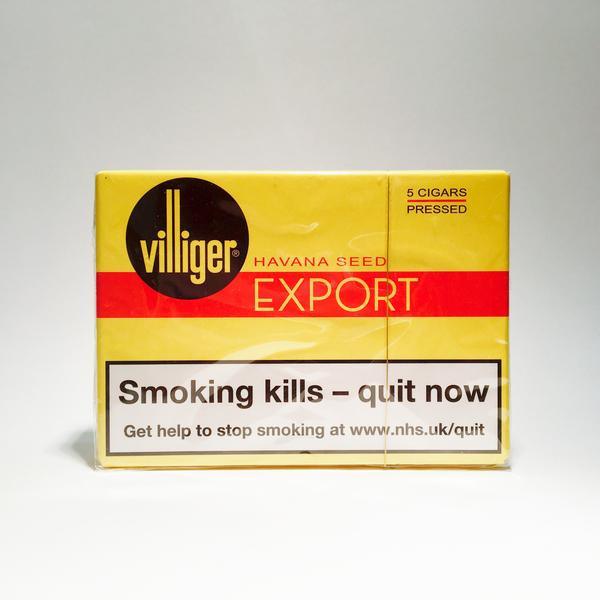 villiger®
5 CIGARS
PRESSED
HAVANA SEED
EXPORT
Smoking kills – quit now
Get help to stop smoking at www.nhs.uk/quit